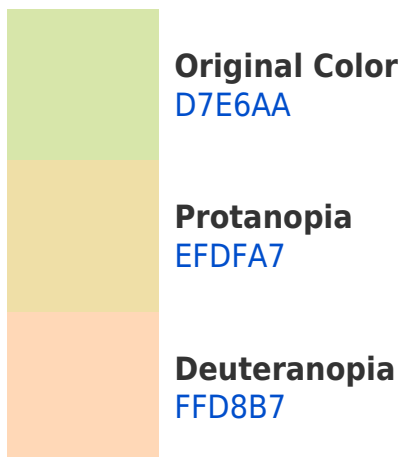 Original Color
D7E6AA
Protanopia
EFDFA7
Deuteranopia
FFD8B7